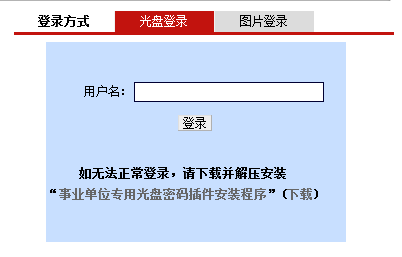 登录方式 光盘登录 图片登录
用户名：
登录
如无法正常登录，请下载并解压安装
“事业单位专用光盘密码插件安装程序”（下载）